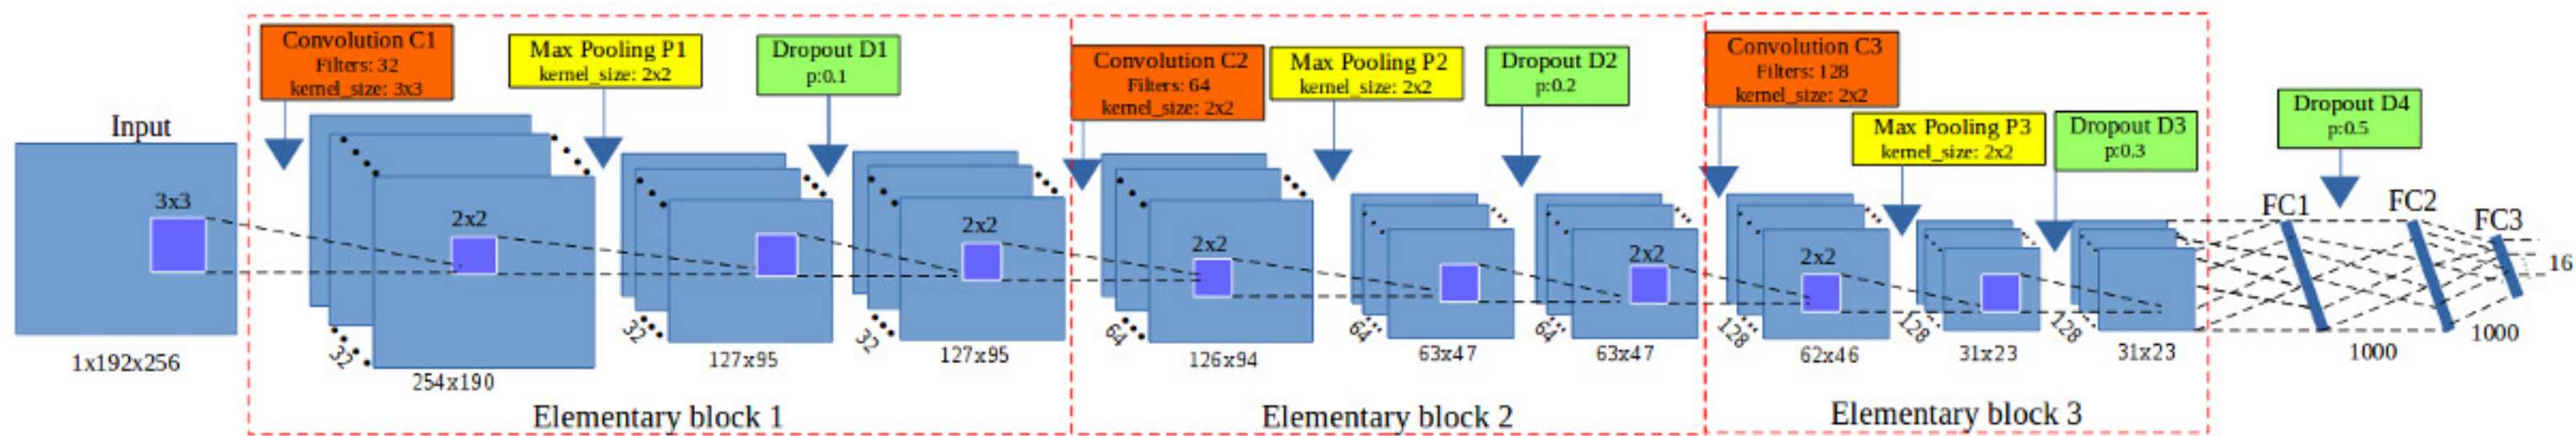 Input
3x3
1x192x256
Convolution C1
Filters: 32
kernel_size: 3x3
2x2
32
254x190
Max Pooling P1
kernel_size: 2x2
32
127x95
Dropout D1
p:0.1
2x2
32
127x95
Elementary block 1
Convolution C2
Filters: 64
kernel_size: 2x2
2x2
64
126x94
Max Pooling P2
kernel_size: 2x2
64
63x47
Dropout D2
p:0.2
2x2
64
63x47
Elementary block 2
Convolution C3
Filters: 128
kernel_size: 2x2
2x2
128
62x46
Max Pooling P3
kernel_size: 2x2
128
31x23
Dropout D3
p:0.3
128
31x23
Elementary block 3
Dropout D4
p:0.5
FC1
FC2
FC3
1000
1000
16